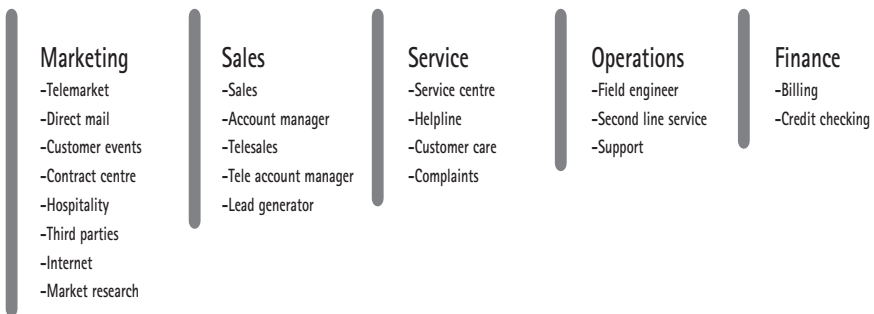 Marketing
-Telemarket
-Direct mail
-Customer events
-Contract centre
-Hospitality
-Third parties
-Internet
-Market research
Sales
-Sales
-Account manager
-Telesales
-Tele account manager
-Lead generator
Service
-Service centre
-Helpline
-Customer care
-Complaints
Operations
-Field engineer
-Second line service
-Support
Finance
-Billing
-Credit checking